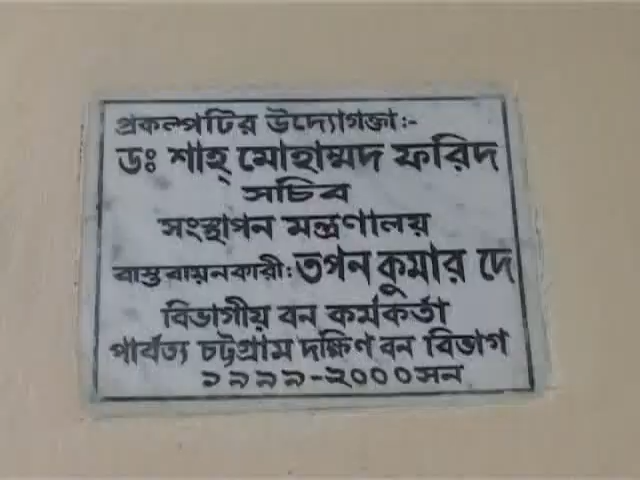 প্রকল্পটির উদ্যোগক্তা:-
ডঃ শাহ্ মোহাম্মদ ফরিদ
সচিব
সংস্থাপন মন্ত্রণালয়
বাস্তবায়নকারী: তপন কুমার দে
বিভাগীয় বন কর্মকর্তা
পার্বত্য চট্টগ্রাম দক্ষিণ বন বিভাগ
১৯৯৯-২০০০সন